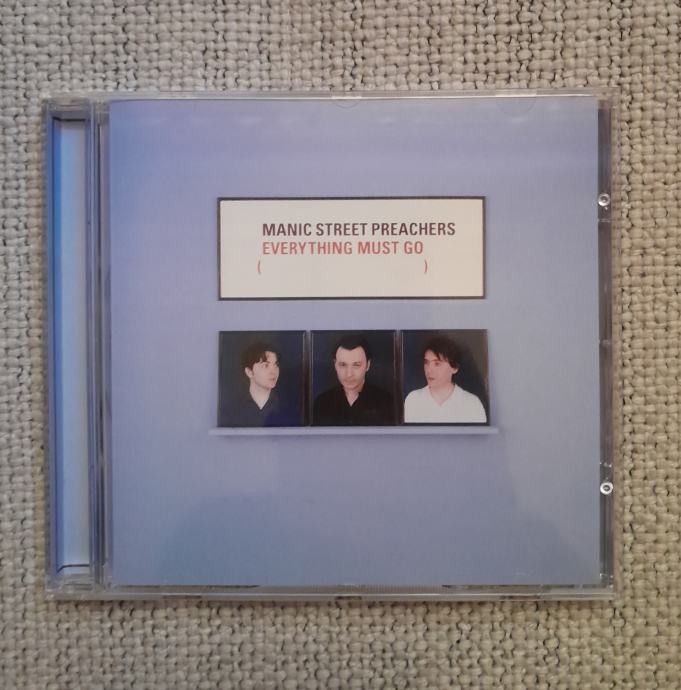 MANIC STREET PREACHERS
EVERYTHING MUST GO
( )